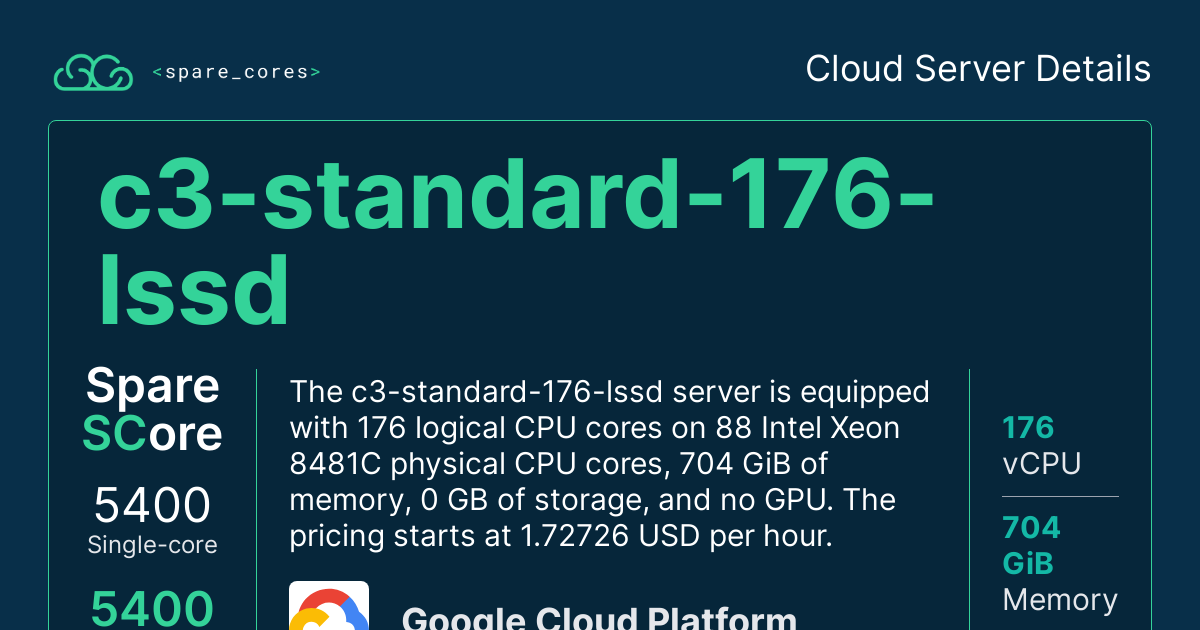 <spare_cores>
Cloud Server Details
c3-standard-176-
lssd
Spare
SCore
5400
Single-core
5400
The c3-standard-176-lssd server is equipped
with 176 logical CPU cores on 88 Intel Xeon
8481C physical CPU cores, 704 GiB of
memory, 0 GB of storage, and no GPU. The
pricing starts at 1.72726 USD per hour.
Google Cloud Platform
176
vCPU
704
GiB
Memory